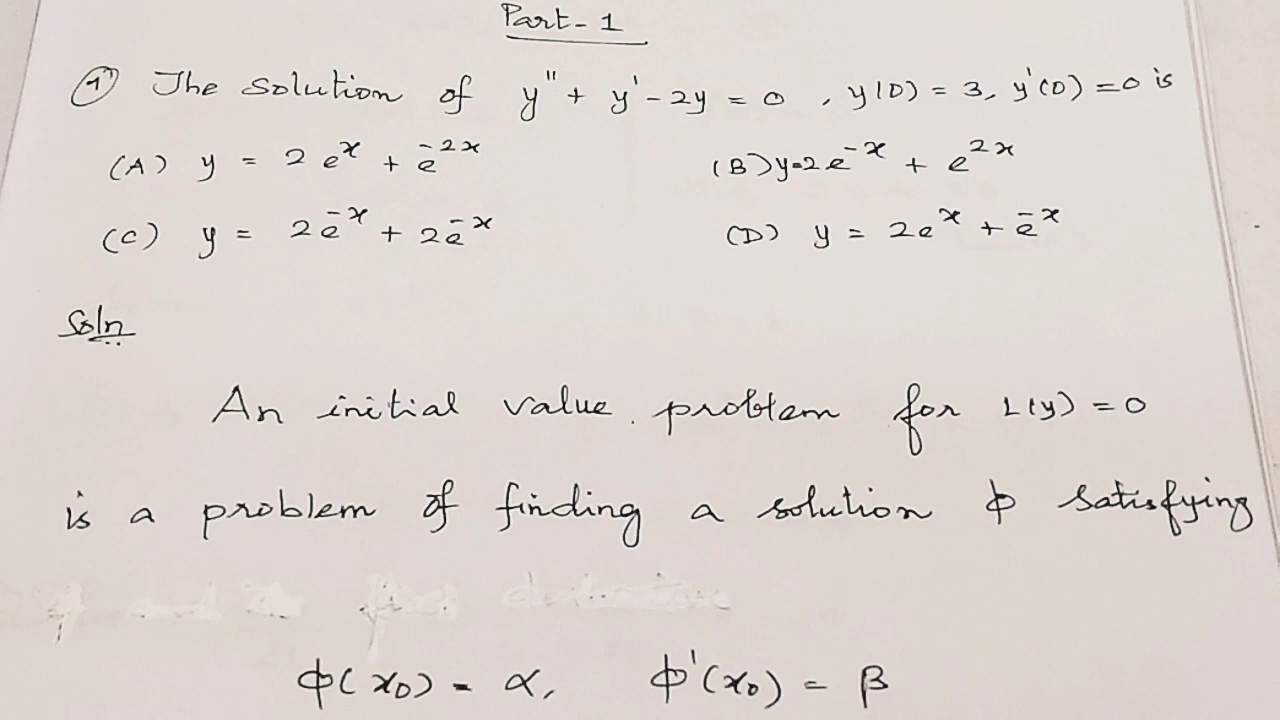 Part-1
① The solution of y'' + y' - 2y = 0 , y(0) = 3, y'(0) = 0 is
(A) y = 2e^x + e^{-2x} (B) y=2e^{-x} + e^{2x}
(C) y = 2e^{-x} + 2e^{-x} (D) y = 2e^x + e^{-x}
Soln
An initial value problem for L(y) = 0
is a problem of finding a solution ϕ satisfying
ϕ(x₀) = α, ϕ'(x₀) = β